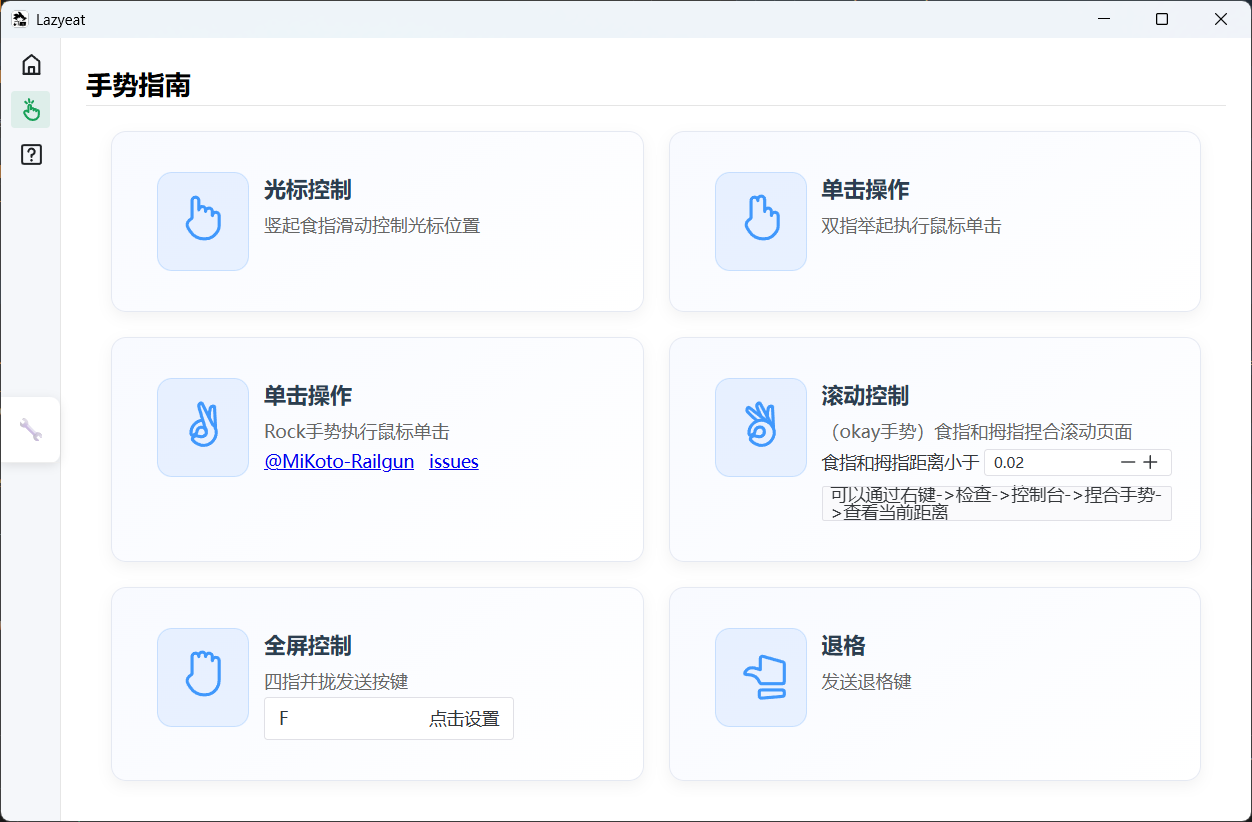 Lazyeat
手势指南
光标控制
竖起食指滑动控制光标位置
单击操作
双指举起执行鼠标单击
单击操作
Rock手势执行鼠标单击
@MiKoto-Railgun issues
滚动控制
（okay手势）食指和拇指捏合滚动页面
食指和拇指距离小于 0.02
可以通过右键->检查->控制台->捏合手势-
>查看当前距离
全屏控制
四指并拢发送按键
F 点击设置
退格
发送退格键